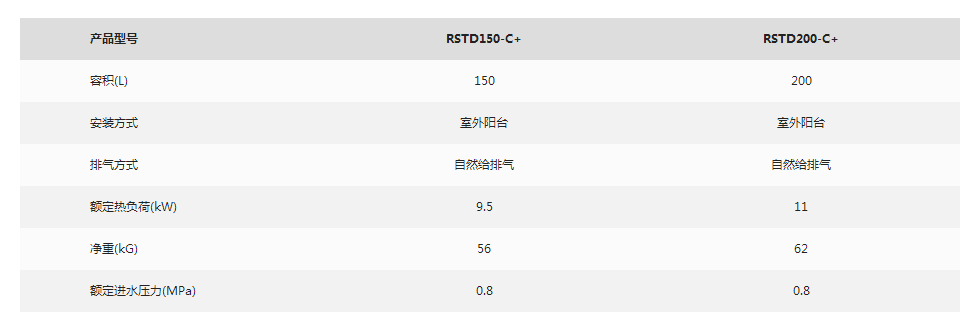 产品型号 RSTD150-C+ RSTD200-C+
容积(L) 150 200
安装方式 室外阳台 室外阳台
排气方式 自然给排气 自然给排气
额定热负荷(kW) 9.5 11
净重(kG) 56 62
额定进水压力(MPa) 0.8 0.8